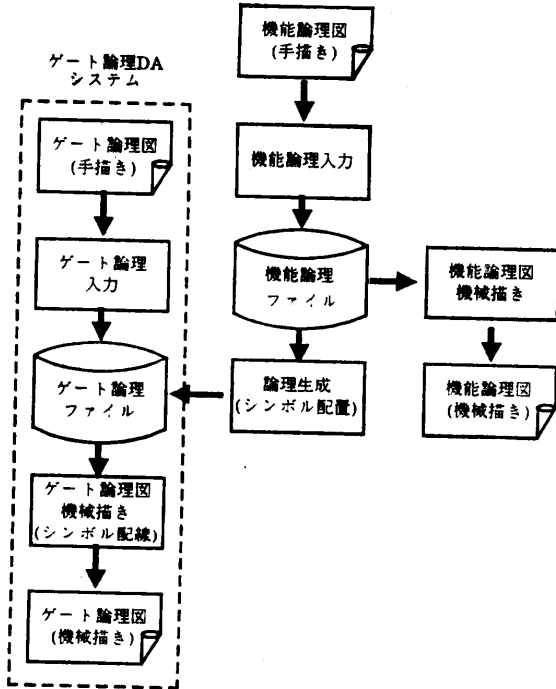 ゲート論理DA
システム
ゲート論理図
(手描き)
ゲート論理
入力
ゲート論理
ファイル
ゲート論理図
機械描き
(シンボル配線)
ゲート論理図
(機械描き)
機能論理図
(手描き)
機能論理入力
機能論理
ファイル
論理生成
(シンボル配置)
機能論理図
機械描き
機能論理図
(機械描き)